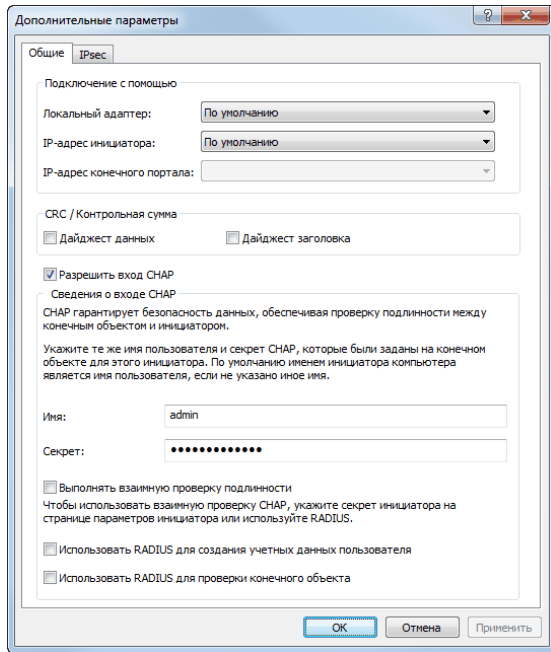 Дополнительные параметры
Общие
IPsec
Подключение с помощью
Локальный адаптер:
По умолчанию
IP-адрес инициатора:
По умолчанию
IP-адрес конечного портала:
CRC / Контрольная сумма
Дайджест данных
Дайджест заголовка
Разрешить вход CHAP
Сведения о входе CHAP
CHAP гарантирует безопасность данных, обеспечивая проверку подлинности между
конечным объектом и инициатором.
Укажите те же имя пользователя и секрет CHAP, которые были заданы на конечном
объекте для этого инициатора. По умолчанию именем инициатора компьютера
является имя пользователя, если не указано иное имя.
Имя:
admin
Секрет:
•••••••••••••
Выполнять взаимную проверку подлинности
Чтобы использовать взаимную проверку CHAP, укажите секрет инициатора на
странице параметров инициатора или используйте RADIUS.
Использовать RADIUS для создания учетных данных пользователя
Использовать RADIUS для проверки конечного объекта
ОК
Отмена
Применить